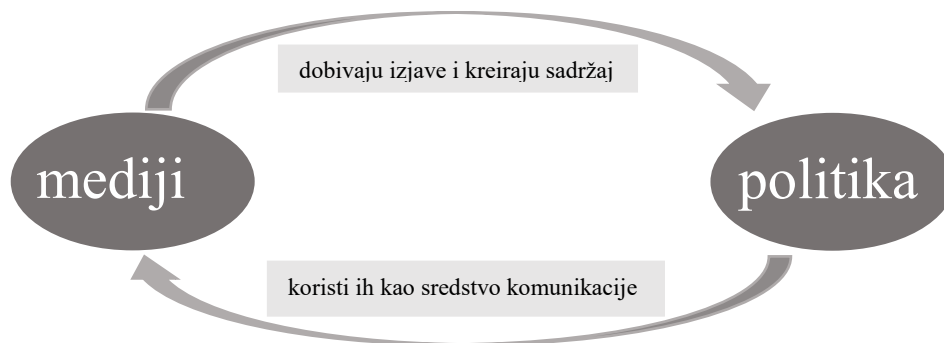 dobivaju izjave i kreiraju sadržaj
mediji
politika
koristi ih kao sredstvo komunikacije